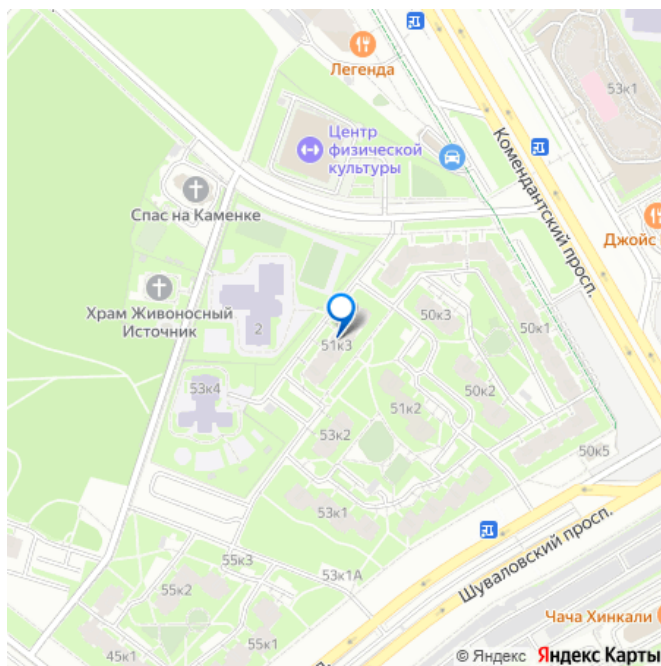 Легенда
53к1
Центр
физической
культуры
Комендантский просп.
Спас на Каменке
Джойс
Храм Живоносный
Источник
2
50к3
50к1
51к3
53к4
50к2
51к2
53к2
50к5
53к1
Шуваловский просп.
55к3
53к1А
55к2
Чача Хинкали
55к1
45к1
© Яндекс Яндекс Карты